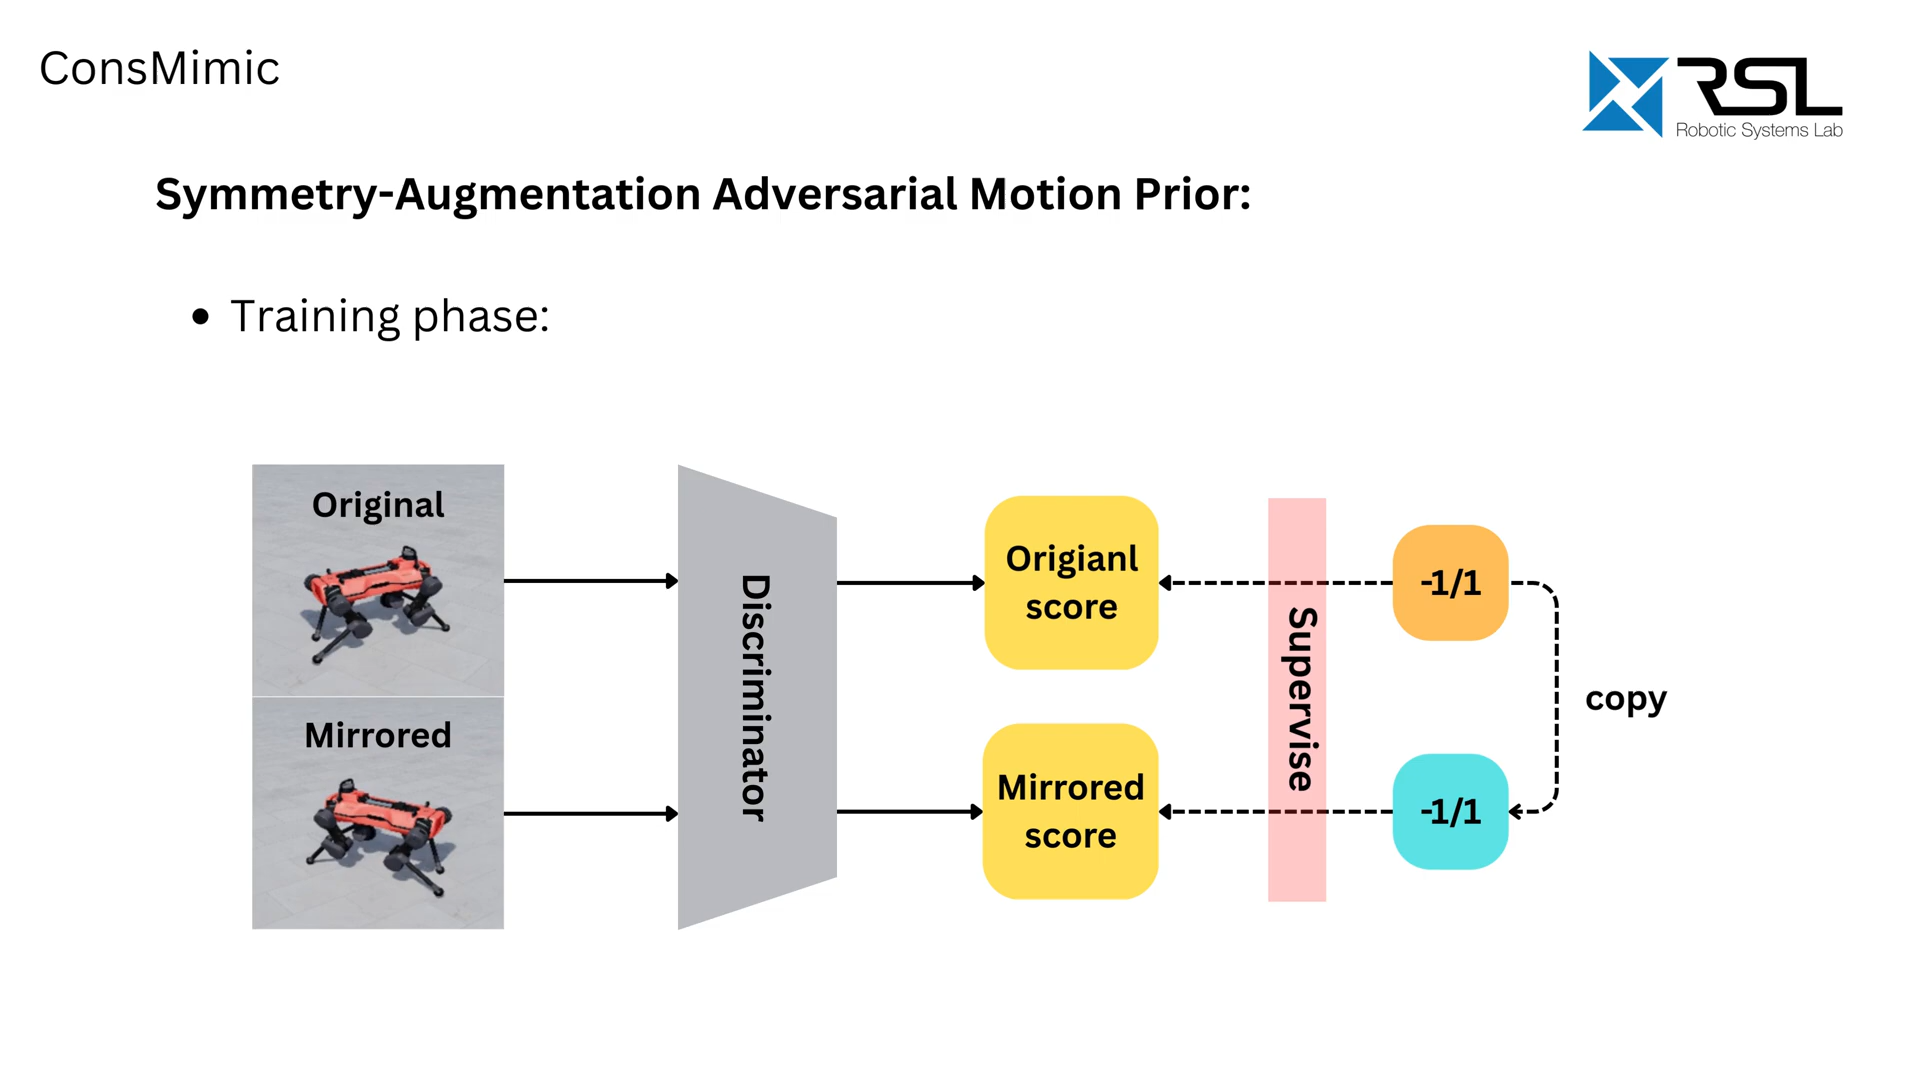 ConsMimic
RSL
Robotic Systems Lab
Symmetry-Augmentation Adversarial Motion Prior:
• Training phase:
Original
Mirrored
Discriminator
Origianl
score
Mirrored
score
Supervise
-1/1
-1/1
copy